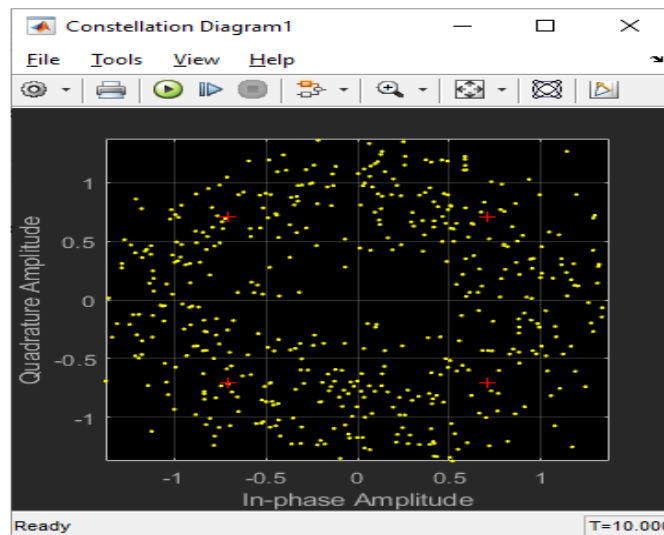 Constellation Diagram1
File Tools View Help
1
0.5
0
-0.5
-1
Quadrature Amplitude
-1 -0.5 0 0.5 1
In-phase Amplitude
Ready T=10.000